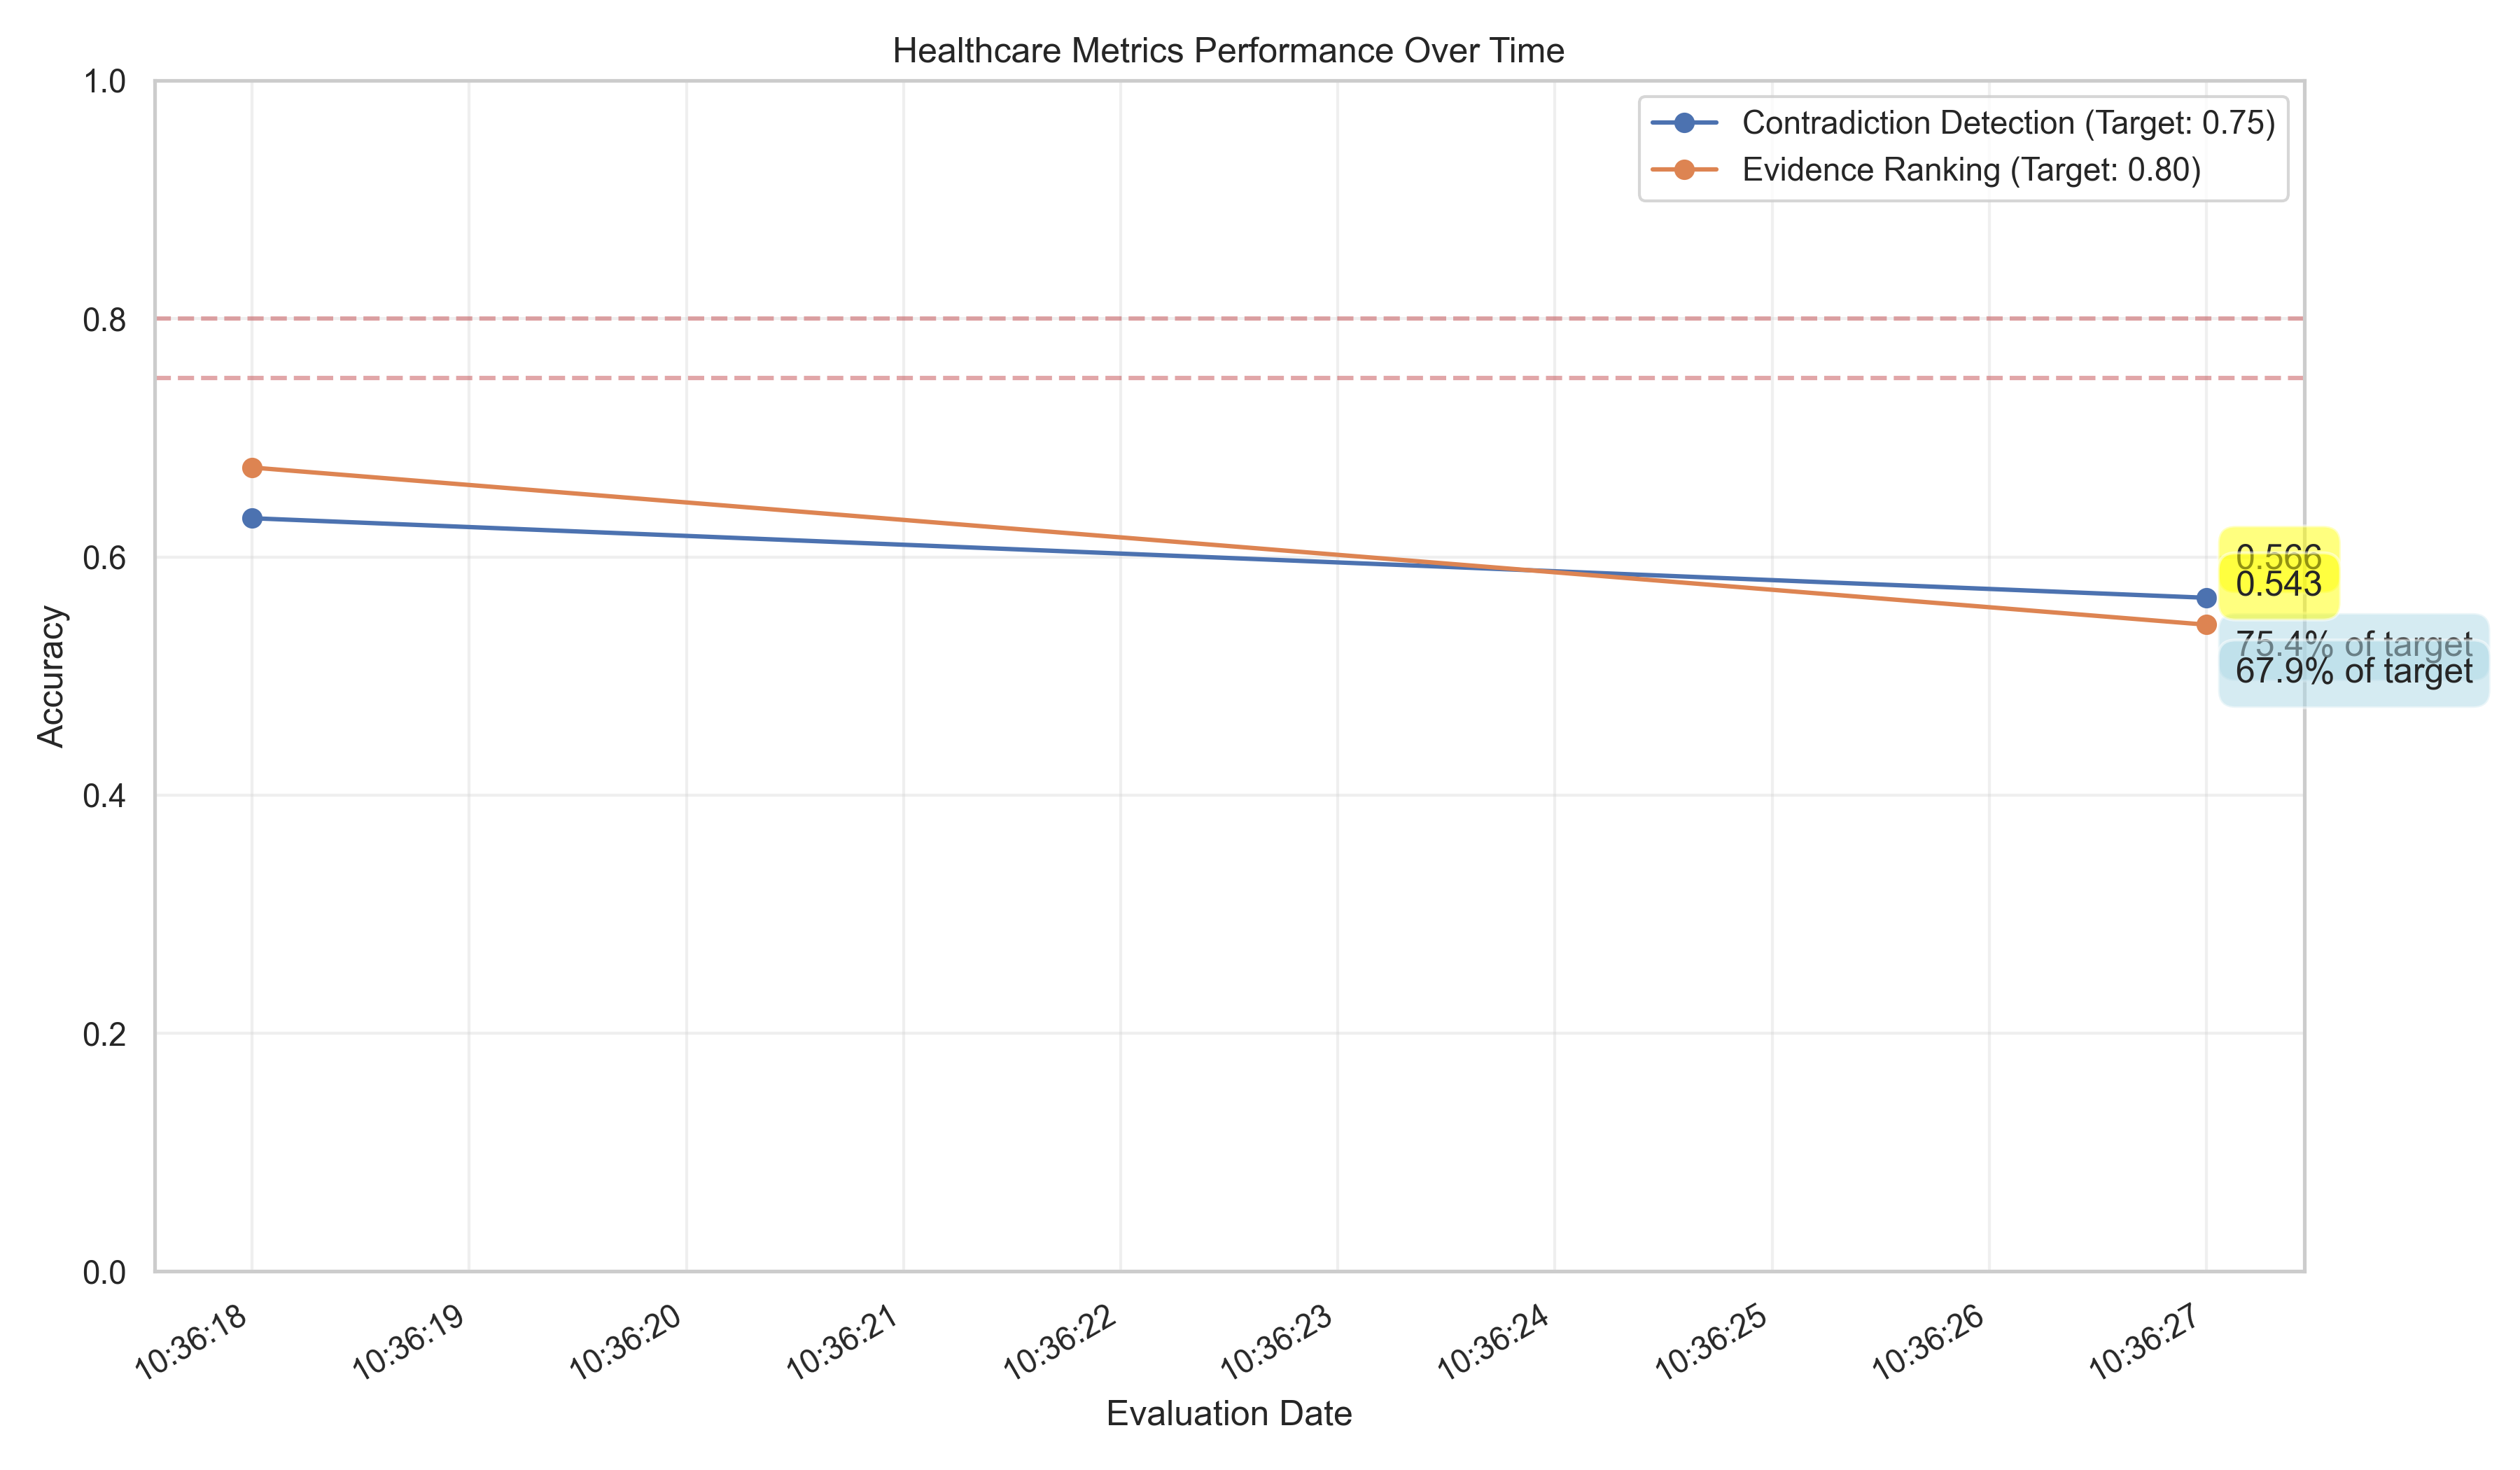 Healthcare Metrics Performance Over Time
1.0
0.8
0.6
0.4
0.2
0.0
Accuracy
Contradiction Detection (Target: 0.75)
Evidence Ranking (Target: 0.80)
0.566
0.543
75.4% of target
67.9% of target
10:36:18
10:36:19
10:36:20
10:36:21
10:36:22
10:36:23
10:36:24
10:36:25
10:36:26
10:36:27
Evaluation Date